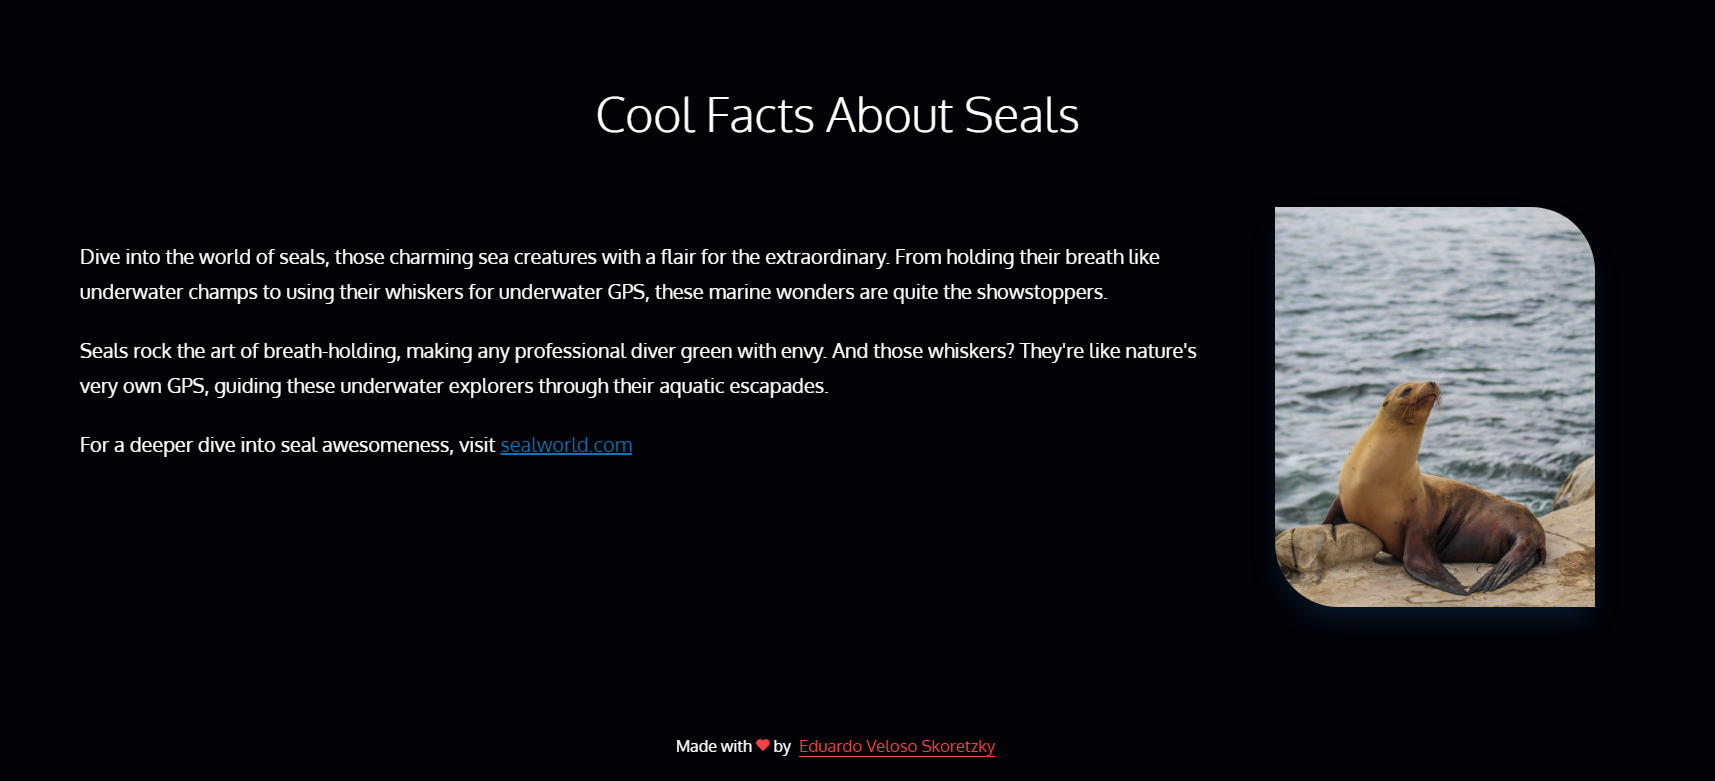 Cool Facts About Seals
Dive into the world of seals, those charming sea creatures with a flair for the extraordinary. From holding their breath like
underwater champs to using their whiskers for underwater GPS, these marine wonders are quite the showstoppers.
Seals rock the art of breath-holding, making any professional diver green with envy. And those whiskers? They're like nature's
very own GPS, guiding these underwater explorers through their aquatic escapades.
For a deeper dive into seal awesomeness, visit sealworld.com
Made with ❤ by Eduardo Veloso Skoretzky